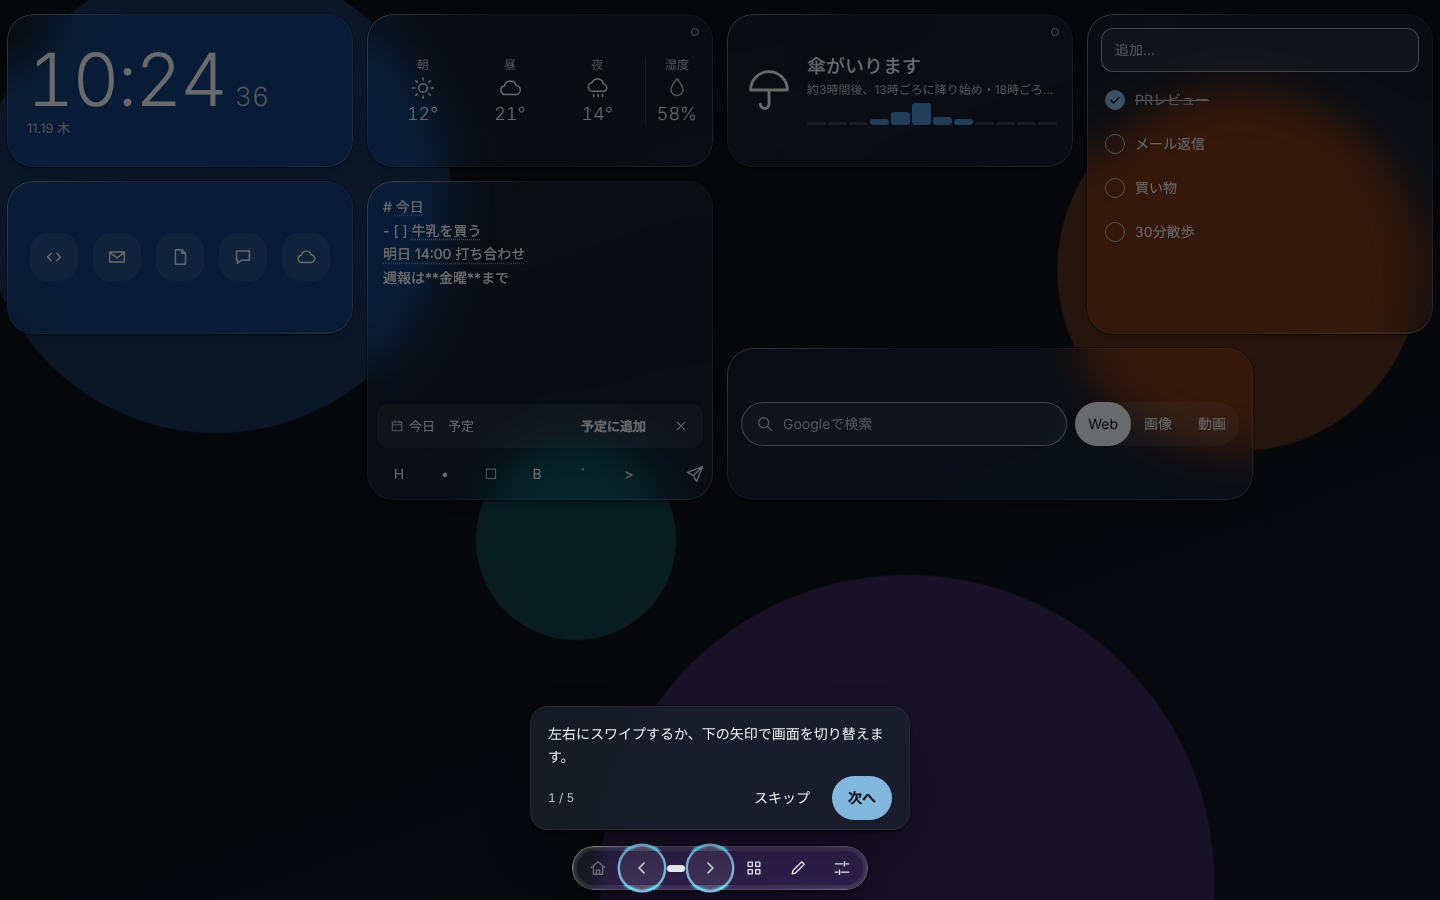 10:24 36
11.19 木
朝
12°
昼
21°
夜
14°
湿度
58%
傘がいります
約3時間後、13時ごろに降り始め・18時ごろ…
追加...
PRレビュー
メール返信
買い物
30分散歩
# 今日
- [ ] 牛乳を買う
明日 14:00 打ち合わせ
週報は**金曜**まで
今日 予定 予定に追加
H • □ B ` >
Googleで検索
Web 画像 動画
左右にスワイプするか、下の矢印で画面を切り替えま
す。
1 / 5 スキップ 次へ